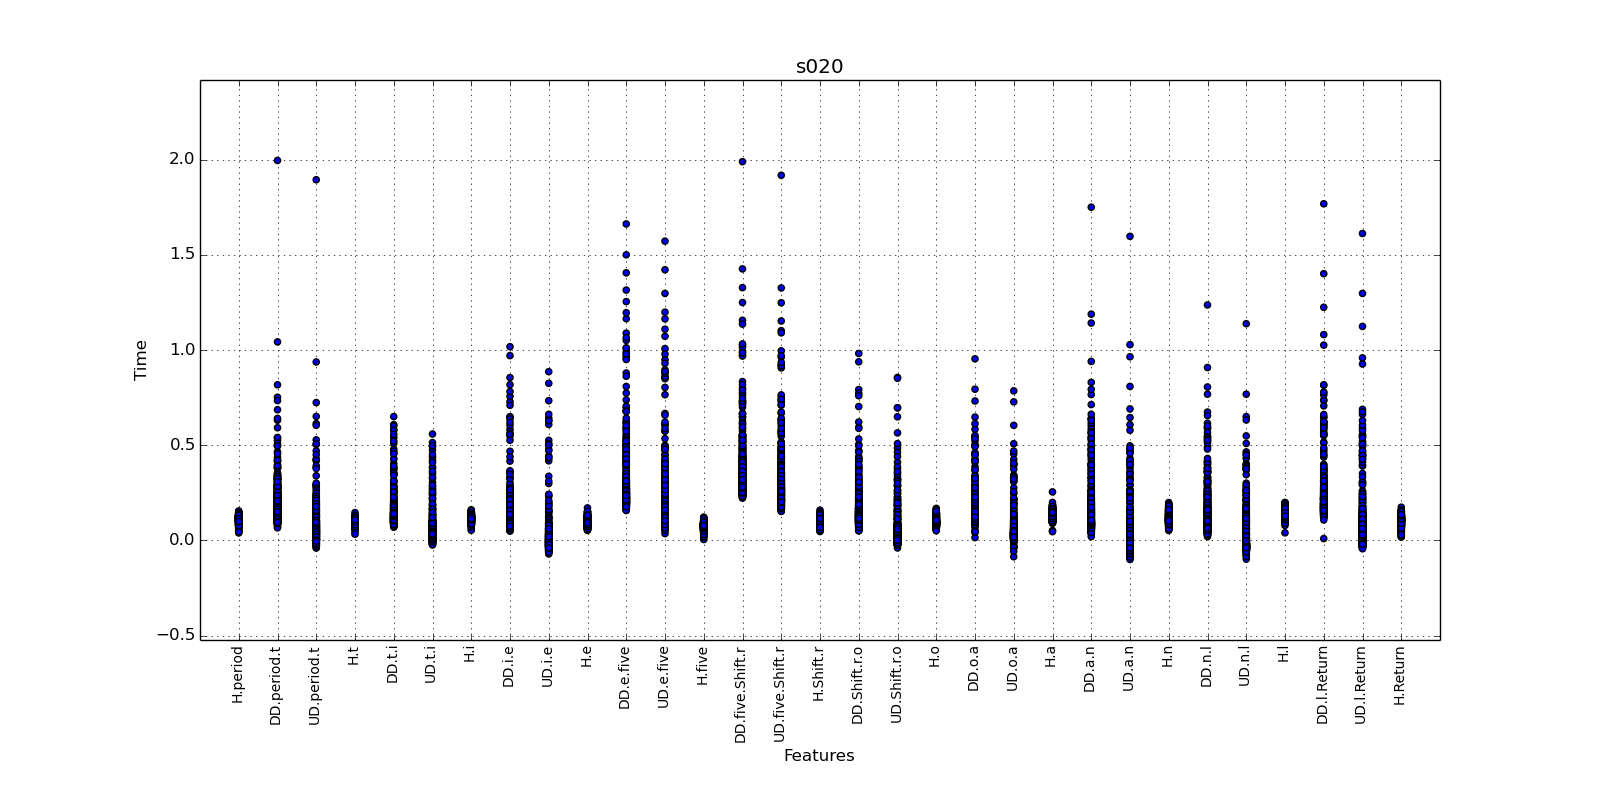 s020
2.0
1.5
1.0
0.5
0.0
−0.5
Time
H.period
DD.period.t
UD.period.t
H.t
DD.t.i
UD.t.i
H.i
DD.i.e
UD.i.e
H.e
DD.e.five
UD.e.five
H.five
DD.five.Shift.r
UD.five.Shift.r
H.Shift.r
DD.Shift.r.o
UD.Shift.r.o
H.o
DD.o.a
UD.o.a
H.a
DD.a.n
UD.a.n
H.n
DD.n.l
UD.n.l
H.l
DD.l.Return
UD.l.Return
H.Return
Features